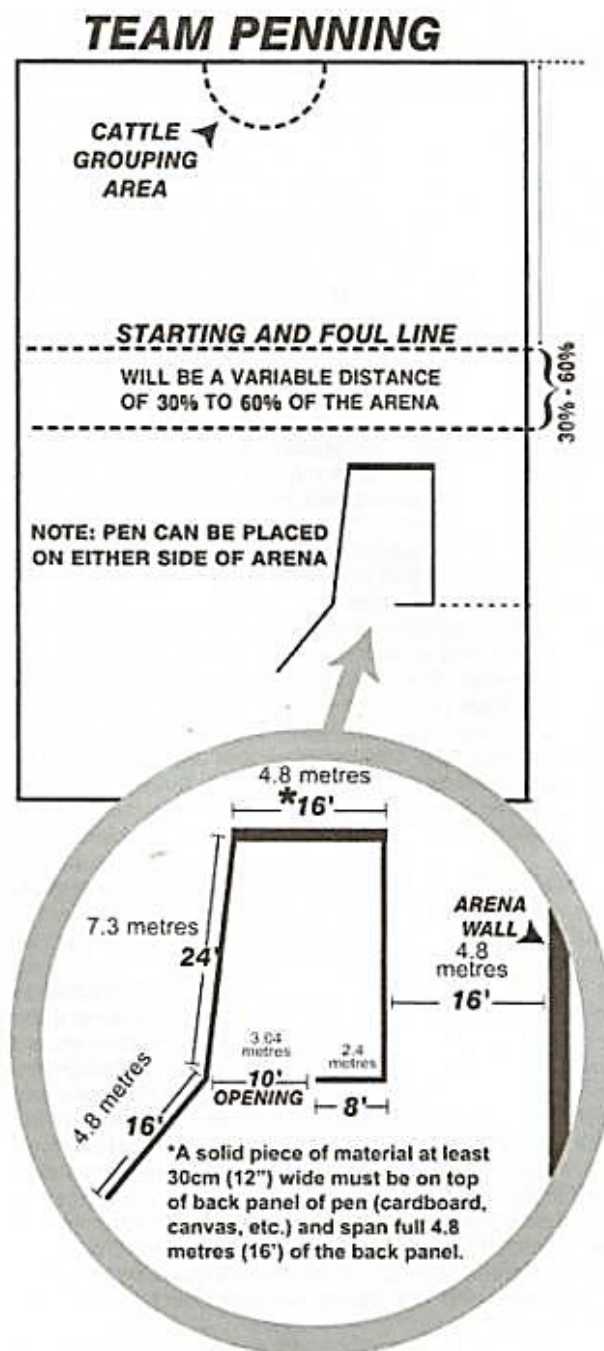 TEAM PENNING
CATTLE
GROUPING
AREA
STARTING AND FOUL LINE
WILL BE A VARIABLE DISTANCE
OF 30% TO 60% OF THE ARENA
30% - 60%
NOTE: PEN CAN BE PLACED
ON EITHER SIDE OF ARENA
4.8 metres
*16'
7.3 metres
24'
ARENA
WALL
4.8
metres
16'
3.04
metres
10'
OPENING
2.4
metres
8'
4.8 metres
16'
*A solid piece of material at least
30cm (12") wide must be on top
of back panel of pen (cardboard,
canvas, etc.) and span full 4.8
metres (16') of the back panel.